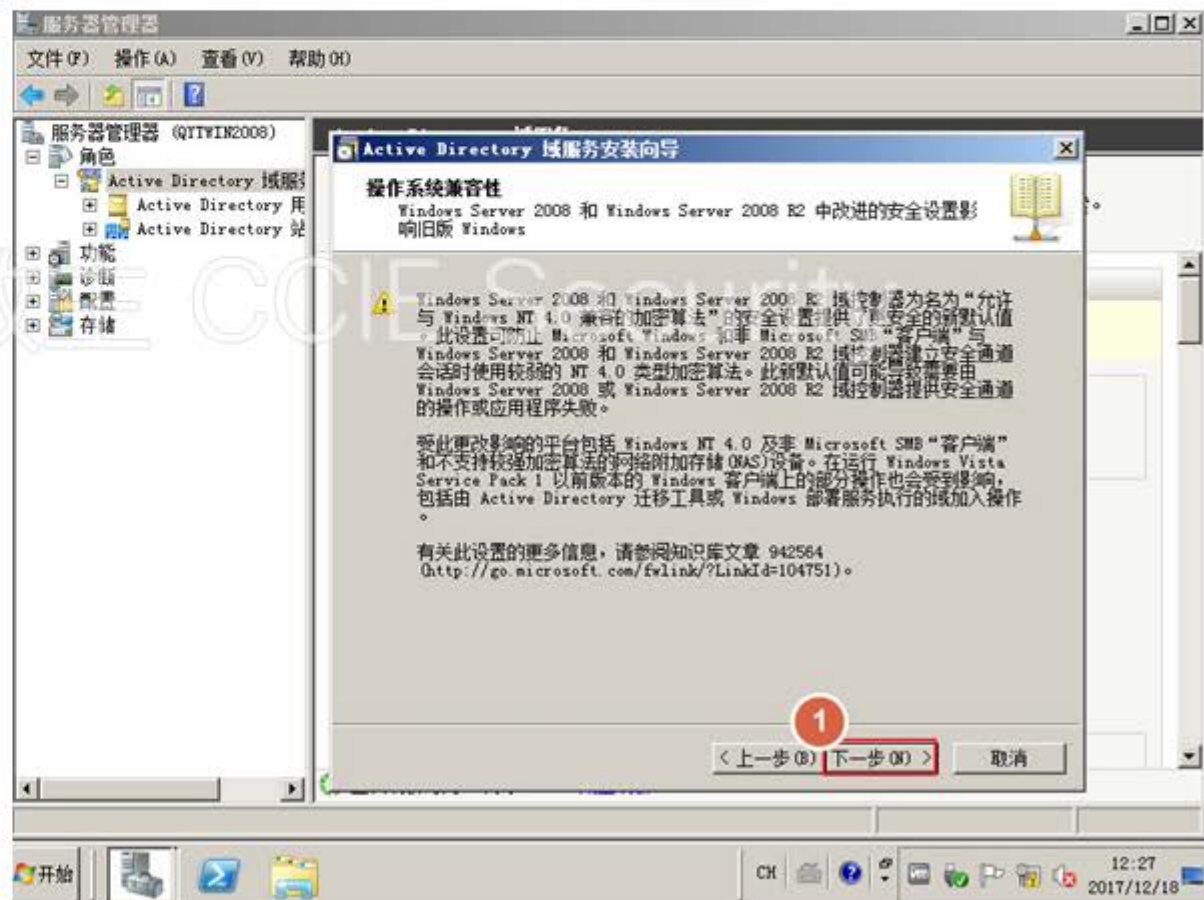 服务器管理器
文件(F) 操作(A) 查看(V) 帮助(H)
服务器管理器 (QYTWIN2008)
角色
Active Directory 域服务
Active Directory 用
Active Directory 站
功能
诊断
配置
存储
Active Directory 域服务安装向导
操作系统兼容性
Windows Server 2008 和 Windows Server 2008 R2 中改进的安全设置影
响旧版 Windows
CCIE Security
Windows Server 2008 和 Windows Server 2008 R2 域控制器为名为“允许
与 Windows NT 4.0 兼容的加密算法”的安全设置提供了更安全的新默认值
。此设置可防止 Microsoft Windows 和非 Microsoft SMB“客户端”与
Windows Server 2008 和 Windows Server 2008 R2 域控制器建立安全通道
会话时使用较弱的 NT 4.0 类型加密算法。此新默认值可能导致需要由
Windows Server 2008 或 Windows Server 2008 R2 域控制器提供安全通道
的操作或应用程序失败。
受此更改影响的平台包括 Windows NT 4.0 及非 Microsoft SMB“客户端”
和不支持较强加密算法的网络附加存储(NAS)设备。在运行 Windows Vista
Service Pack 1 以前版本的 Windows 客户端上的部分操作也会受到影响，
包括由 Active Directory 迁移工具或 Windows 部署服务执行的域加入操作
。
有关此设置的更多信息，请参阅知识库文章 942564
(http://go.microsoft.com/fwlink/?LinkId=104751)。
1
< 上一步(B) 下一步(N) > 取消
开始
CH
12:27
2017/12/18